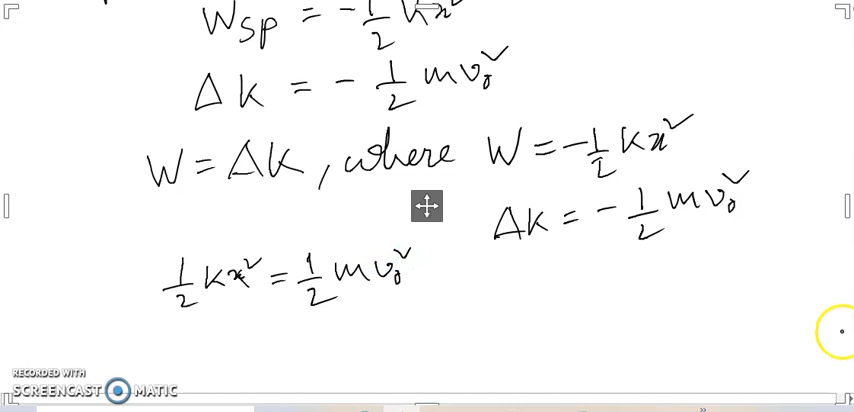 W_SP = -1/2 Kx²
Δk = - 1/2 mv₀²
W = ΔK, where W = -1/2 Kx²
ΔK = - 1/2 mv₀²
1/2 Kx² = 1/2 mv₀²
RECORDED WITH
SCREENCAST MATIC